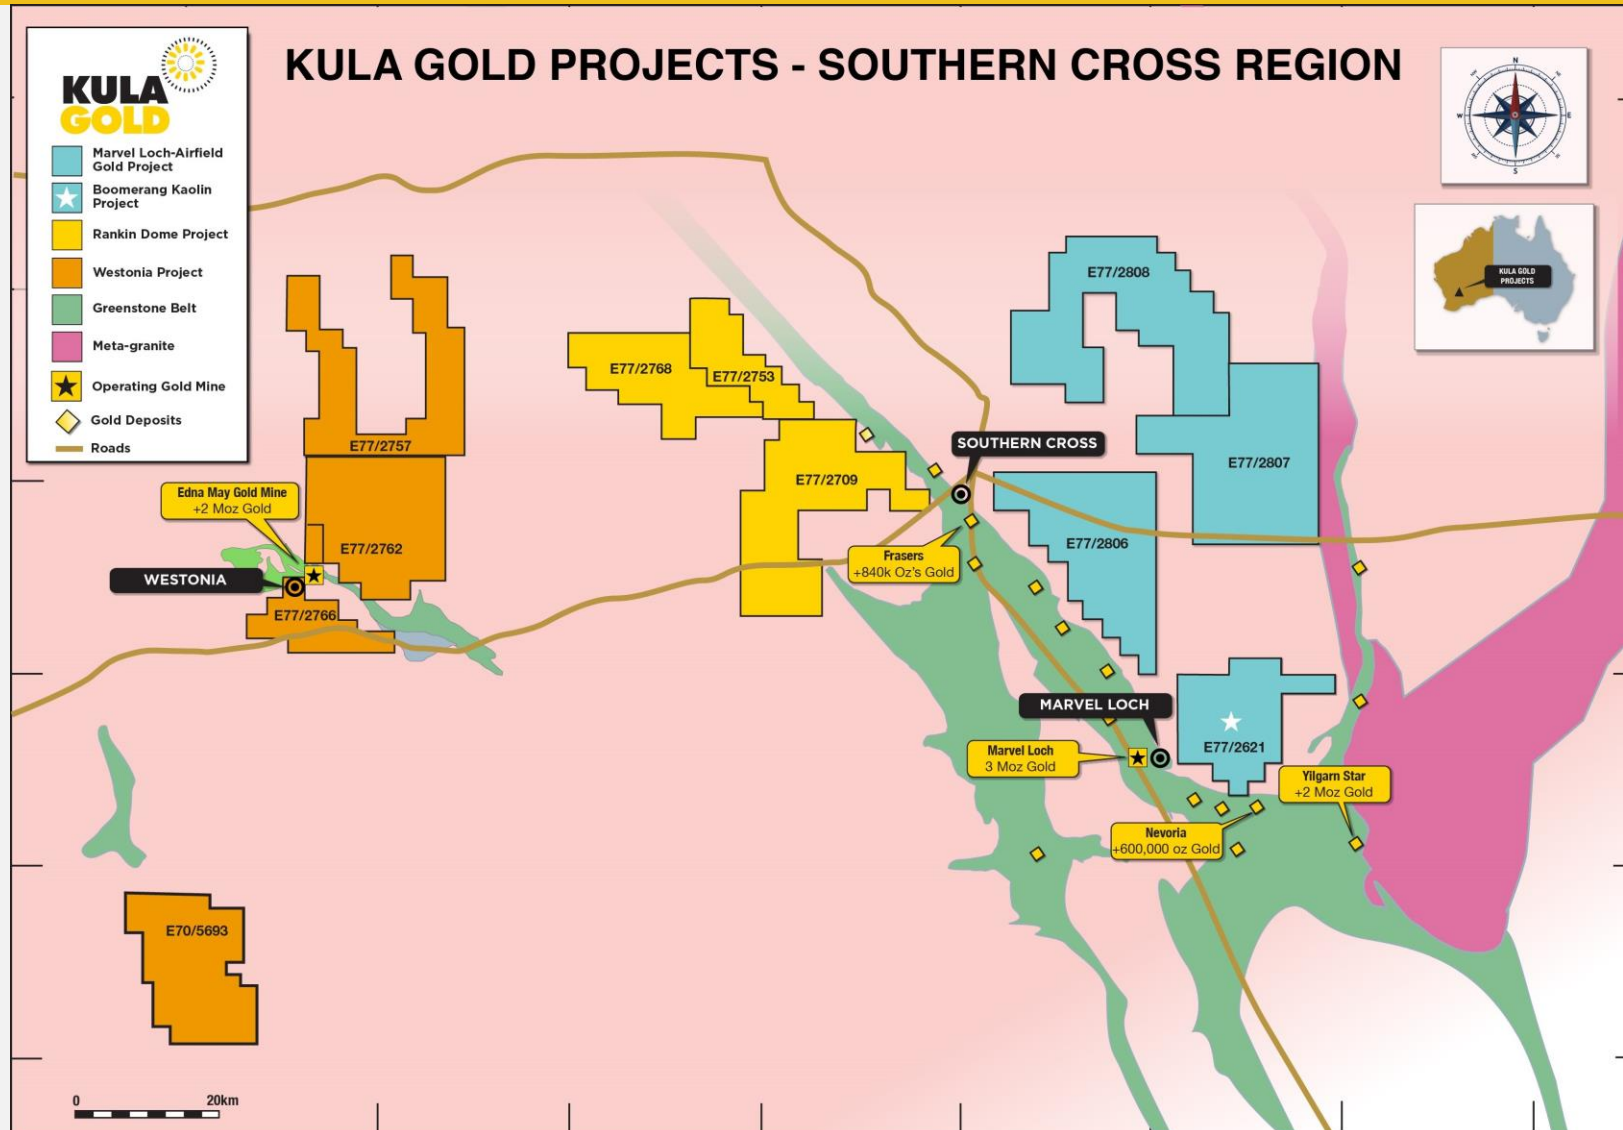 KULA GOLD PROJECTS - SOUTHERN CROSS REGION
KULA
GOLD
Marvel Loch-Airfield
Gold Project
Boomerang Kaolin
Project
Rankin Dome Project
Westonia Project
Greenstone Belt
Meta-granite
Operating Gold Mine
Gold Deposits
Roads
N
E
S
W
KULA GOLD
PROJECTS
E77/2808
E77/2768
E77/2753
E77/2757
SOUTHERN CROSS
E77/2807
E77/2709
Edna May Gold Mine
+2 Moz Gold
E77/2762
E77/2806
Frasers
+840k Oz's Gold
WESTONIA
E77/2766
MARVEL LOCH
E77/2621
Marvel Loch
3 Moz Gold
Yilgarn Star
+2 Moz Gold
Nevoria
+600,000 oz Gold
E70/5693
0 20km